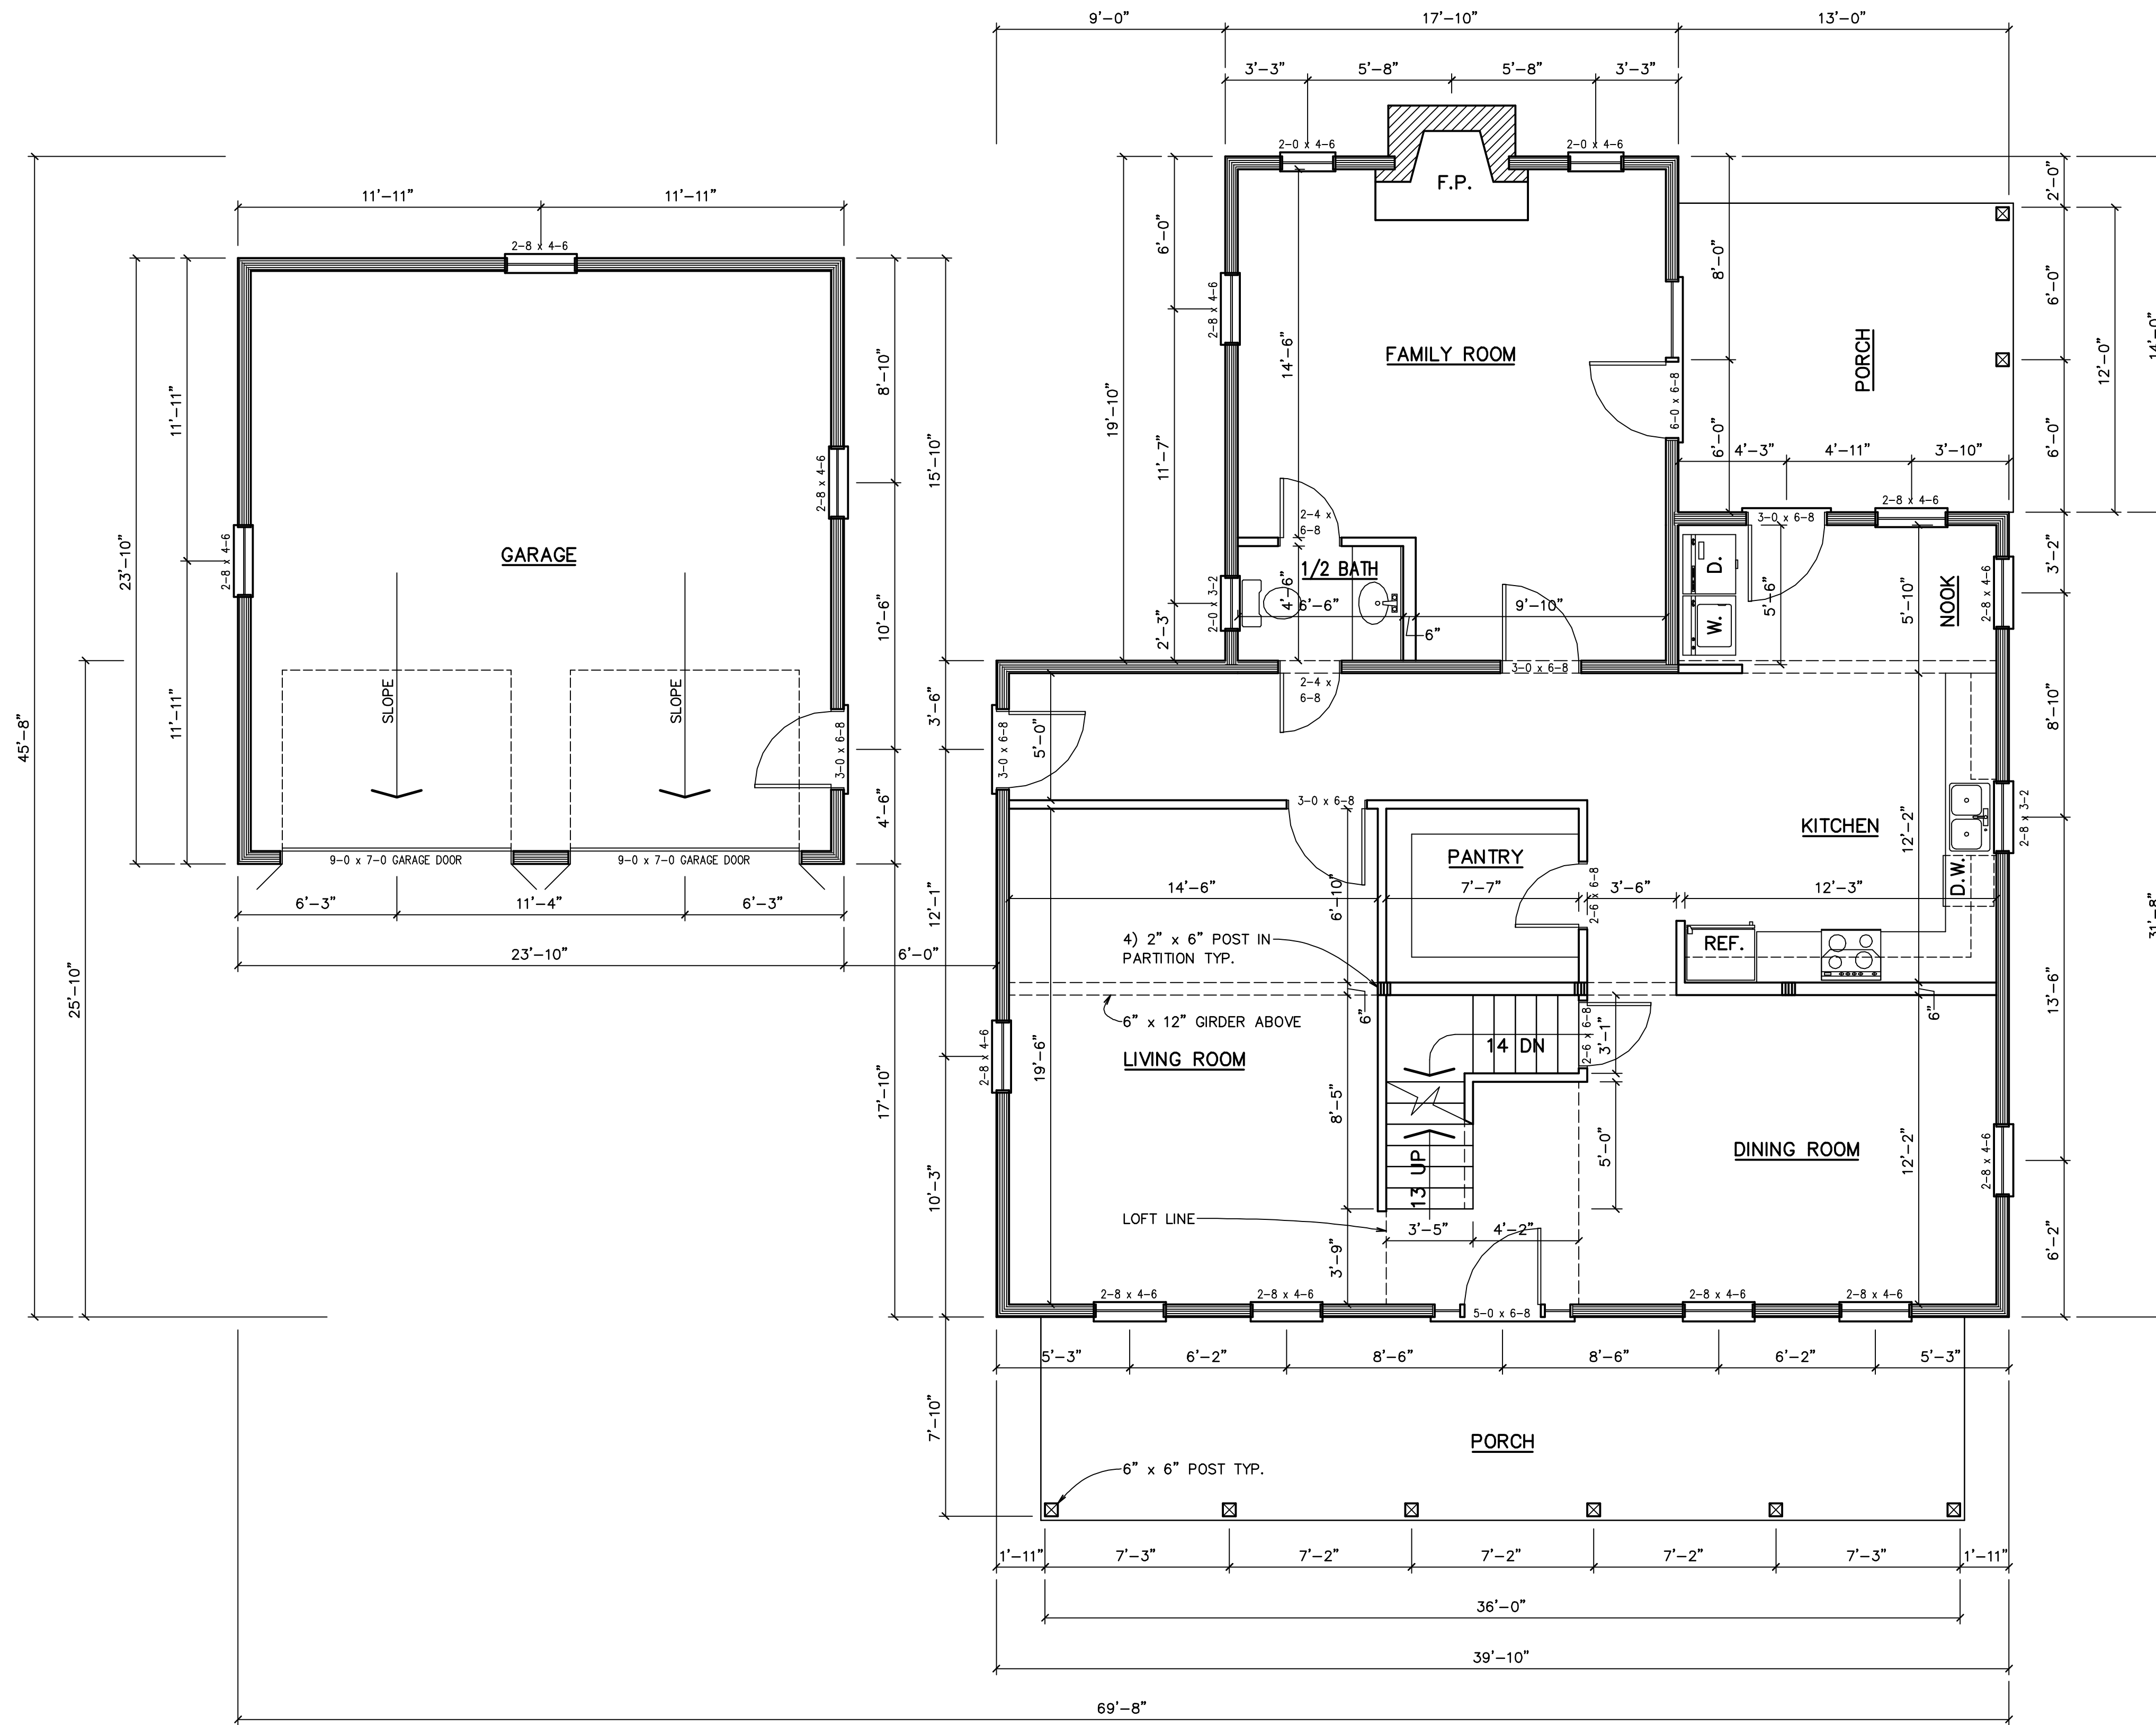 9'-0" 17'-10" 13'-0"
3'-3" 5'-8" 5'-8" 3'-3"
2-0 x 4-6 2-0 x 4-6
F.P.
2'-0"
11'-11" 11'-11"
2-8 x 4-6
6'-0"
2-8 x 4-6
14'-6"
19'-10"
11'-7"
2'-3"
FAMILY ROOM
8'-0"
6'-0"
6-0 x 6-8
PORCH
6'-0"
6'-0"
12'-0"
14'-0"
4'-3" 4'-11" 3'-10"
2-8 x 4-6
3-0 x 6-8
45'-8"
25'-10"
23'-10"
11'-11"
11'-11"
2-8 x 4-6
GARAGE
2-8 x 4-6
8'-10"
10'-6"
4'-6"
15'-10"
3'-6"
12'-1"
SLOPE
SLOPE
3-0 x 6-8
9-0 x 7-0 GARAGE DOOR
9-0 x 7-0 GARAGE DOOR
6'-3" 11'-4" 6'-3"
23'-10" 6'-0"
17'-10"
10'-3"
7'-10"
2-4 x
6-8
1/2 BATH
4'-6"
6'-6"
9'-10"
6"
2-0 x 3-2
3-0 x 6-8
2-4 x
6-8
D.
W.
5'-6"
5'-10"
NOOK
2-8 x 4-6
3'-2"
8'-10"
3-0 x 6-8
5'-0"
3-0 x 6-8
KITCHEN
12'-2"
2-8 x 3-2
D.W.
PANTRY
14'-6" 7'-7" 3'-6" 12'-3"
6'-10"
2-6 x 6-8
REF.
4) 2" x 6" POST IN
PARTITION TYP.
6"
6"
6" x 12" GIRDER ABOVE
2-8 x 4-6
19'-6"
LIVING ROOM
14 DN
2-6 x 6-8
3'-1"
8'-5"
5'-0"
13 UP
DINING ROOM
12'-2"
2-8 x 4-6
13'-6"
6'-2"
31'-8"
LOFT LINE
3'-5" 4'-2"
3'-9"
2-8 x 4-6 2-8 x 4-6 5-0 x 6-8 2-8 x 4-6 2-8 x 4-6
5'-3" 6'-2" 8'-6" 8'-6" 6'-2" 5'-3"
PORCH
6" x 6" POST TYP.
1'-11" 7'-3" 7'-2" 7'-2" 7'-2" 7'-3" 1'-11"
36'-0"
39'-10"
69'-8"